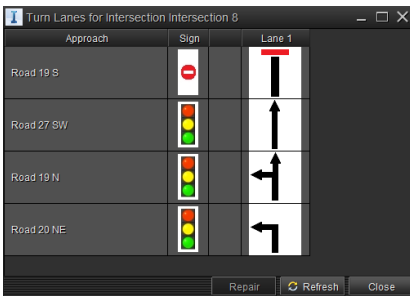 Turn Lanes for Intersection Intersection 8
Approach Sign Lane 1
Road 19 S
Road 27 SW
Road 19 N
Road 20 NE
Repair Refresh Close